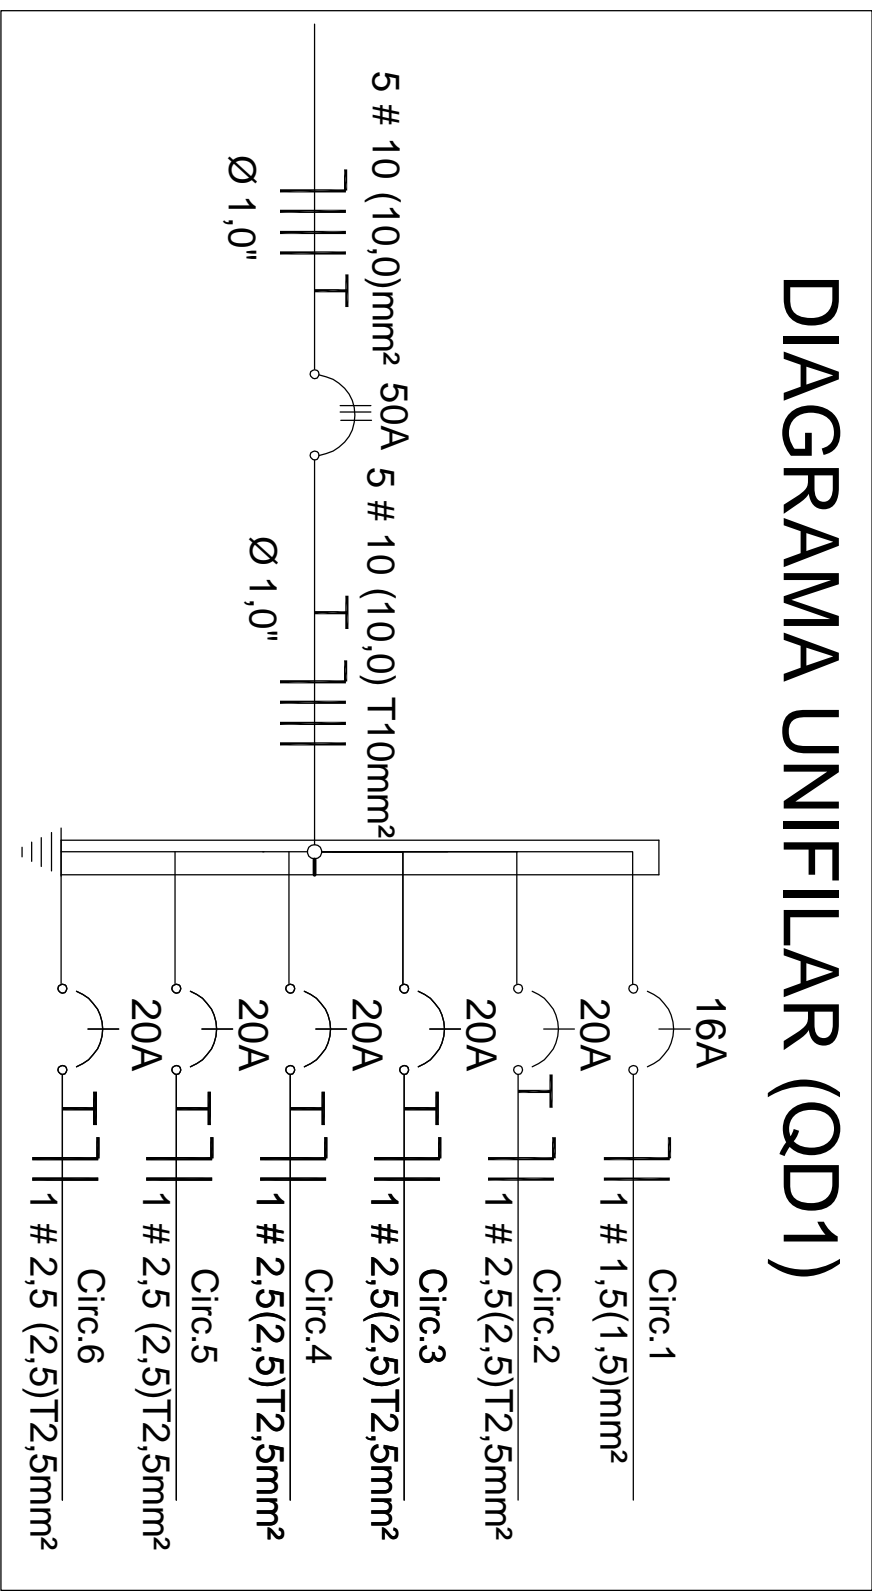 DIAGRAMA UNIFILAR (QD1)
5 # 10 (10,0)mm²
50A
5 # 10 (10,0) T10mm²
Ø 1,0"
Ø 1,0"
16A
Circ.1
1 # 1,5(1,5)mm²
20A
Circ.2
1 # 2,5(2,5)T2,5mm²
20A
Circ.3
1 # 2,5(2,5)T2,5mm²
20A
Circ.4
1 # 2,5(2,5)T2,5mm²
20A
Circ.5
1 # 2,5 (2,5)T2,5mm²
20A
Circ.6
1 # 2,5 (2,5)T2,5mm²